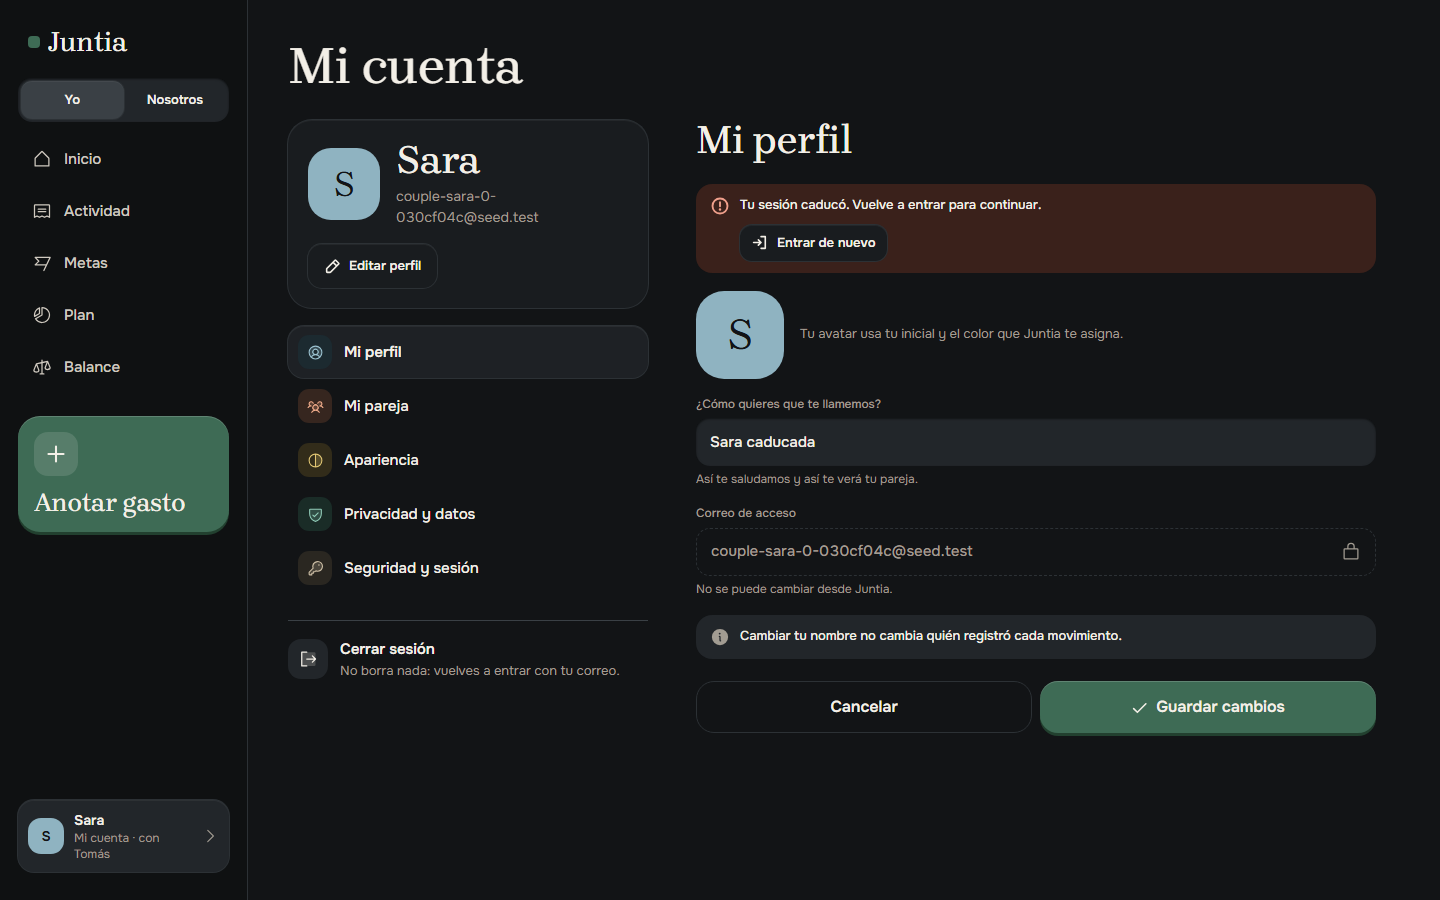 Juntia
Yo
Nosotros
Inicio
Actividad
Metas
Plan
Balance
Anotar gasto
S
Sara
Mi cuenta · con
Tomás
Mi cuenta
S
Sara
couple-sara-0-
030cf04c@seed.test
Editar perfil
Mi perfil
Mi pareja
Apariencia
Privacidad y datos
Seguridad y sesión
Cerrar sesión
No borra nada: vuelves a entrar con tu correo.
Mi perfil
Tu sesión caducó. Vuelve a entrar para continuar.
Entrar de nuevo
S
Tu avatar usa tu inicial y el color que Juntia te asigna.
¿Cómo quieres que te llamemos?
Sara caducada
Así te saludamos y así te verá tu pareja.
Correo de acceso
couple-sara-0-030cf04c@seed.test
No se puede cambiar desde Juntia.
Cambiar tu nombre no cambia quién registró cada movimiento.
Cancelar
Guardar cambios